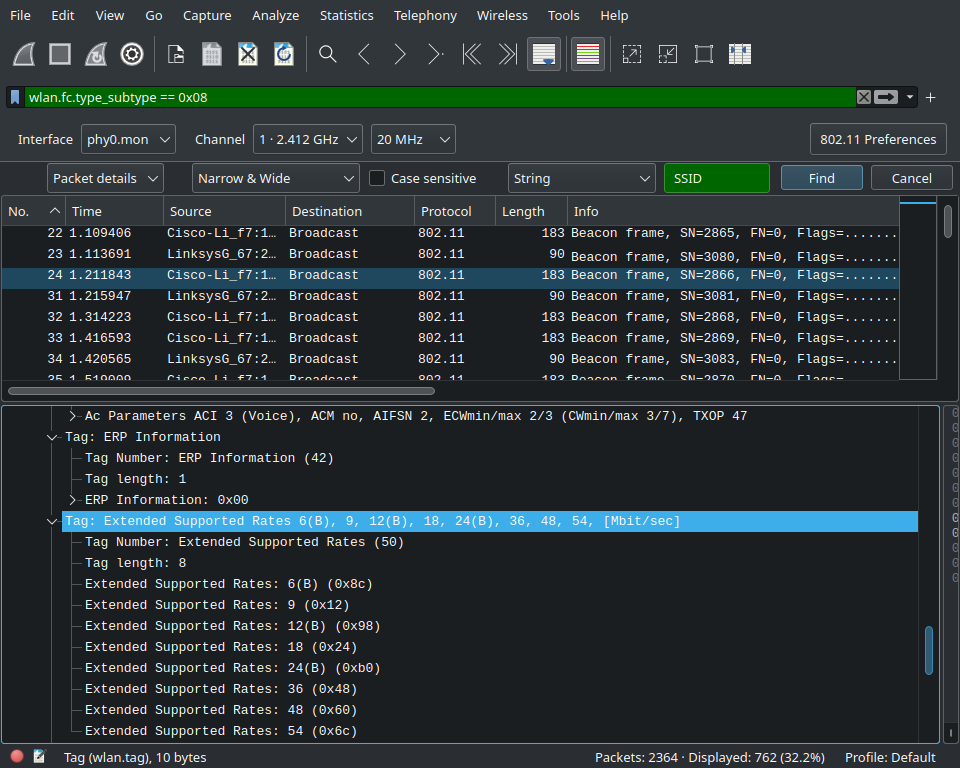 File Edit View Go Capture Analyze Statistics Telephony Wireless Tools Help
wlan.fc.type_subtype == 0x08
Interface phy0.mon Channel 1 · 2.412 GHz 20 MHz 802.11 Preferences
Packet details Narrow & Wide Case sensitive String SSID Find Cancel
No. Time Source Destination Protocol Length Info
22 1.109406 Cisco-Li_f7:1… Broadcast 802.11 183 Beacon frame, SN=2865, FN=0, Flags=.......
23 1.113691 LinksysG_67:2… Broadcast 802.11 90 Beacon frame, SN=3080, FN=0, Flags=.......
24 1.211843 Cisco-Li_f7:1… Broadcast 802.11 183 Beacon frame, SN=2866, FN=0, Flags=.......
31 1.215947 LinksysG_67:2… Broadcast 802.11 90 Beacon frame, SN=3081, FN=0, Flags=.......
32 1.314223 Cisco-Li_f7:1… Broadcast 802.11 183 Beacon frame, SN=2868, FN=0, Flags=.......
33 1.416593 Cisco-Li_f7:1… Broadcast 802.11 183 Beacon frame, SN=2869, FN=0, Flags=.......
34 1.420565 LinksysG_67:2… Broadcast 802.11 90 Beacon frame, SN=3083, FN=0, Flags=.......
35 1.519009 Cisco-Li_f7:1… Broadcast 802.11 183 Beacon frame, SN=2870, FN=0, Flags=
Ac Parameters ACI 3 (Voice), ACM no, AIFSN 2, ECWmin/max 2/3 (CWmin/max 3/7), TXOP 47
Tag: ERP Information
Tag Number: ERP Information (42)
Tag length: 1
ERP Information: 0x00
Tag: Extended Supported Rates 6(B), 9, 12(B), 18, 24(B), 36, 48, 54, [Mbit/sec]
Tag Number: Extended Supported Rates (50)
Tag length: 8
Extended Supported Rates: 6(B) (0x8c)
Extended Supported Rates: 9 (0x12)
Extended Supported Rates: 12(B) (0x98)
Extended Supported Rates: 18 (0x24)
Extended Supported Rates: 24(B) (0xb0)
Extended Supported Rates: 36 (0x48)
Extended Supported Rates: 48 (0x60)
Extended Supported Rates: 54 (0x6c)
Tag (wlan.tag), 10 bytes Packets: 2364 · Displayed: 762 (32.2%) Profile: Default